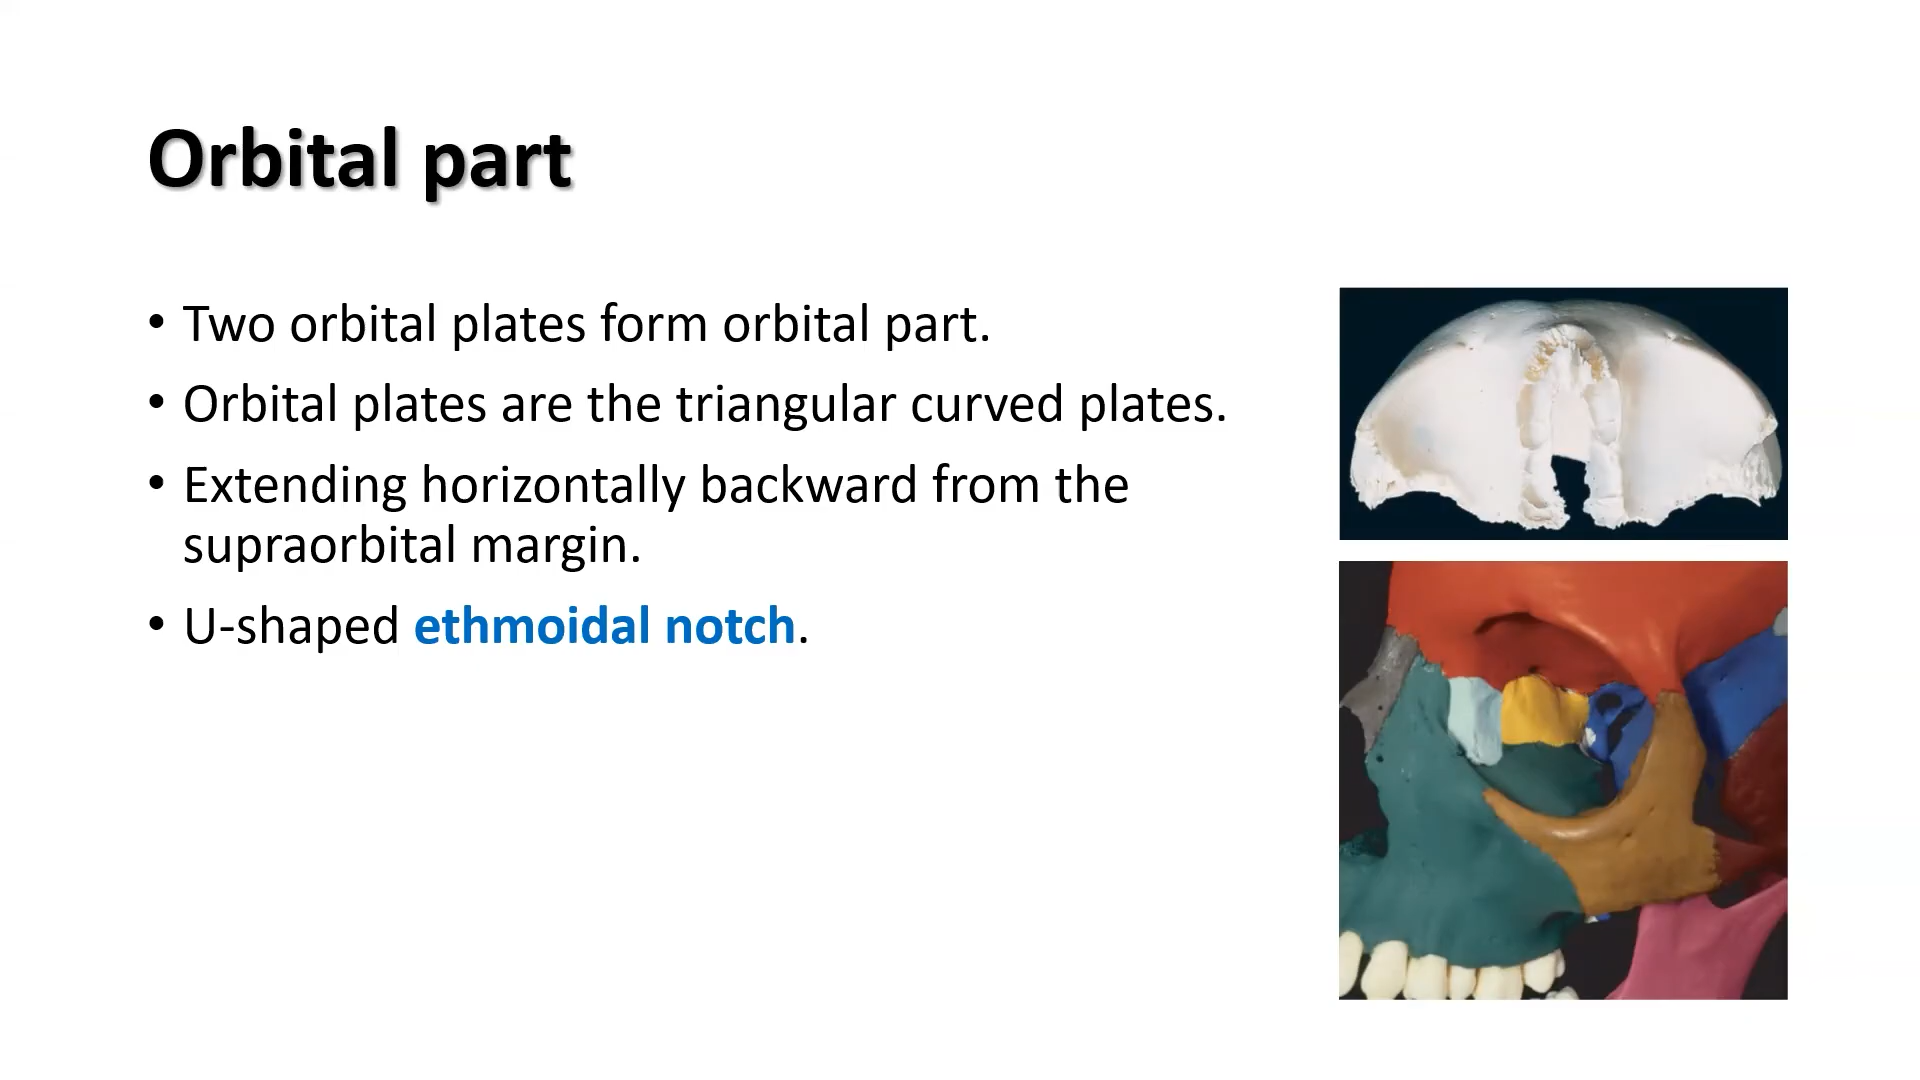 Orbital part
• Two orbital plates form orbital part.
• Orbital plates are the triangular curved plates.
• Extending horizontally backward from the
supraorbital margin.
• U-shaped ethmoidal notch.